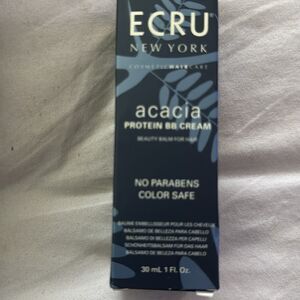 ECRU
NEW YORK
COSMETIC HAIR CARE
acacia
PROTEIN BB CREAM
BEAUTY BALM FOR HAIR
NO PARABENS
COLOR SAFE
BAUME EMBELLISSEUR POUR LES CHEVEUX
BÁLSAMO DE BELLEZA PARA CABELLO
BALSAMO DI BELLEZZA PER CAPELLI
SCHÖNHEITSBALSAM FÜR DAS HAAR
BÁLSAMO DE BELEZA PARA CABELO
30 mL 1 Fl. Oz.